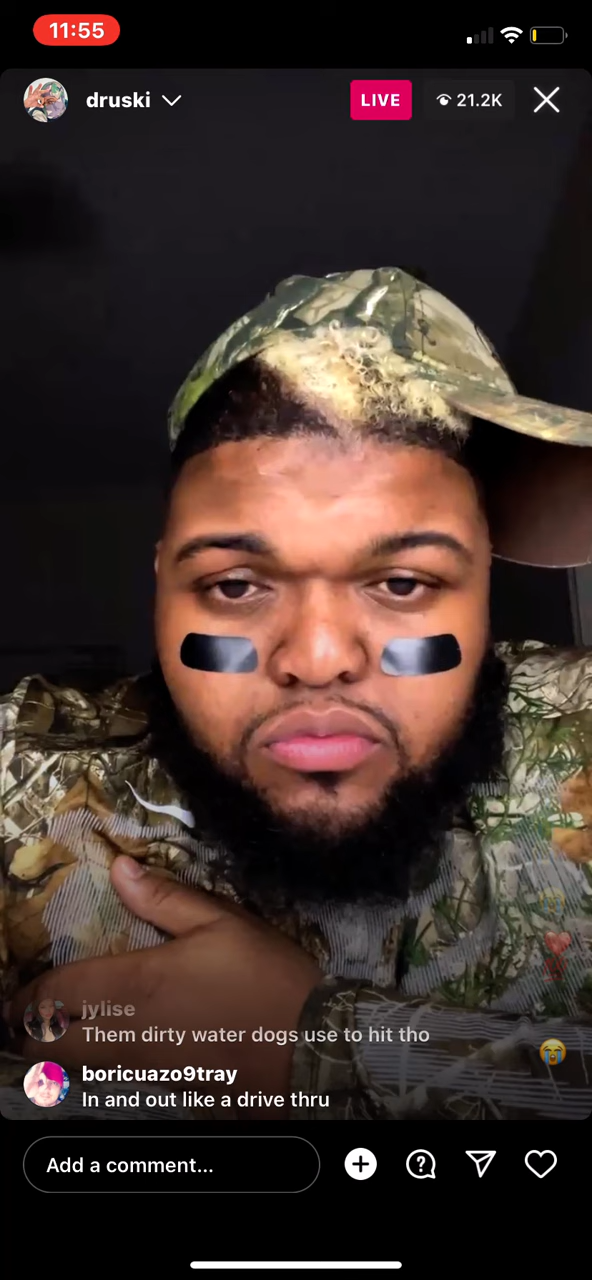 11:55
druski
LIVE
21.2K
jylise
Them dirty water dogs use to hit tho
boricuazo9tray
In and out like a drive thru
Add a comment...